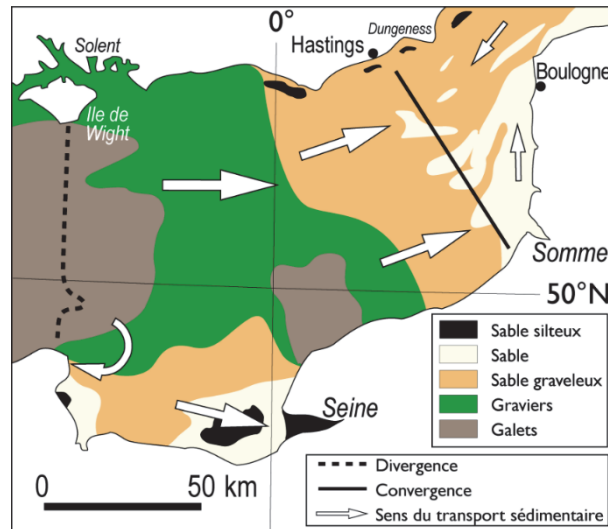 0°
Solent
Ile de
Wight
Hastings
Dungeness
Boulogne
Somme
50°N
Seine
Sable silteux
Sable
Sable graveleux
Graviers
Galets
Divergence
Convergence
Sens du transport sédimentaire
0 50 km